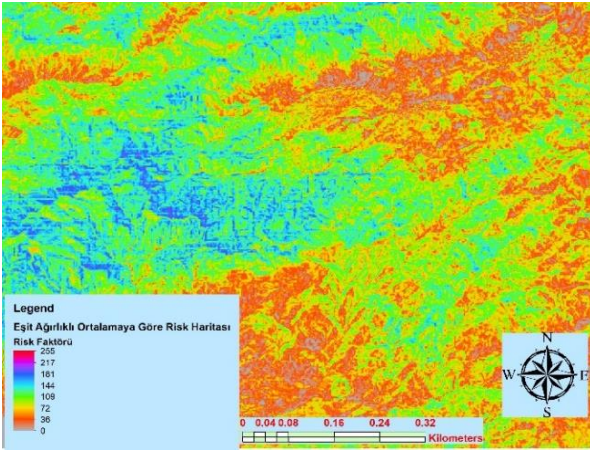 Legend
Eşit Ağırlıklı Ortalamaya Göre Risk Haritası
Risk Faktörü
255
217
181
144
109
72
36
0
N
W E
S
0 0.04 0.08 0.16 0.24 0.32
Kilometers